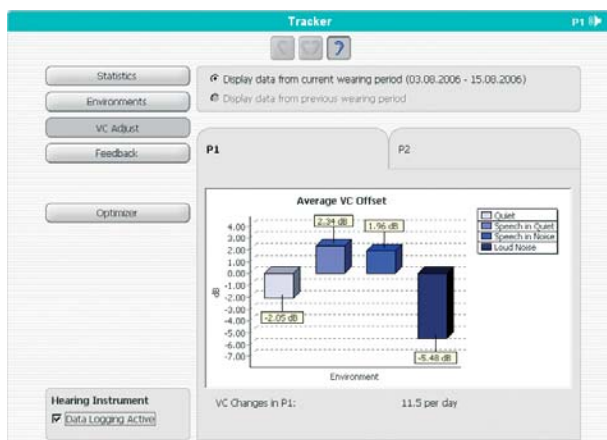 Tracker
P1
Statistics
Environments
VC Adjust
Feedback
Optimizer
Display data from current wearing period (03.08.2006 - 15.08.2006)
Display data from previous wearing period
P1
P2
Average VC Offset
4.00
3.00
2.00
1.00
0.00
-1.00
-2.00
-3.00
-4.00
-5.00
-6.00
-7.00
dB
-2.05 dB
2.34 dB
1.96 dB
-5.48 dB
Environment
Quiet
Speech in Quiet
Speech in Noise
Loud Noise
VC Changes in P1: 11.5 per day
Hearing Instrument
Data Logging Active